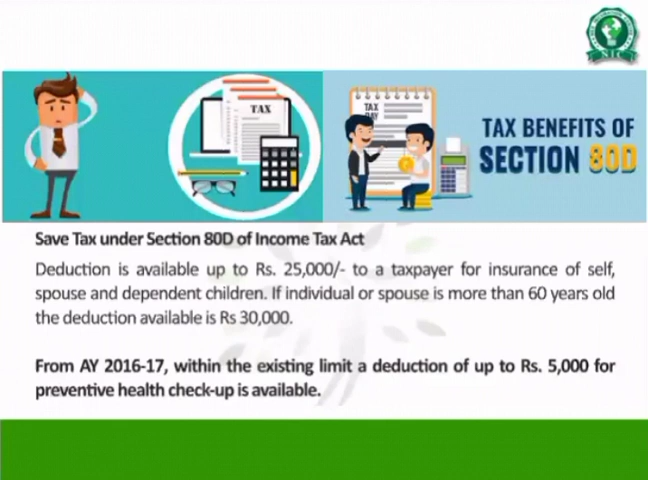 NIC
TAX
TAX
DAY
TAX BENEFITS OF
SECTION 80D
Save Tax under Section 80D of Income Tax Act
Deduction is available up to Rs. 25,000/- to a taxpayer for insurance of self,
spouse and dependent children. If individual or spouse is more than 60 years old
the deduction available is Rs 30,000.
From AY 2016-17, within the existing limit a deduction of up to Rs. 5,000 for
preventive health check-up is available.